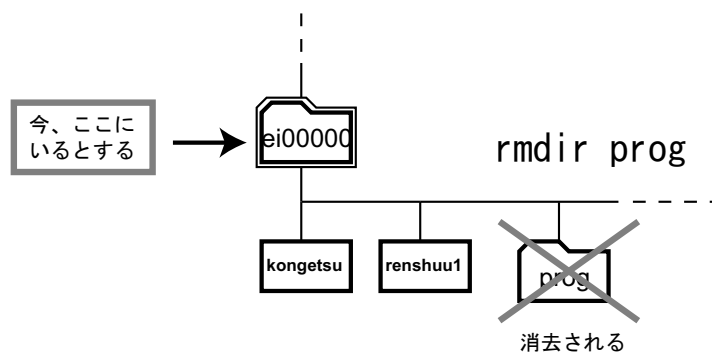 今、ここに
いるとする
ei00000
rmdir prog
kongetsu
renshuu1
prog
消去される